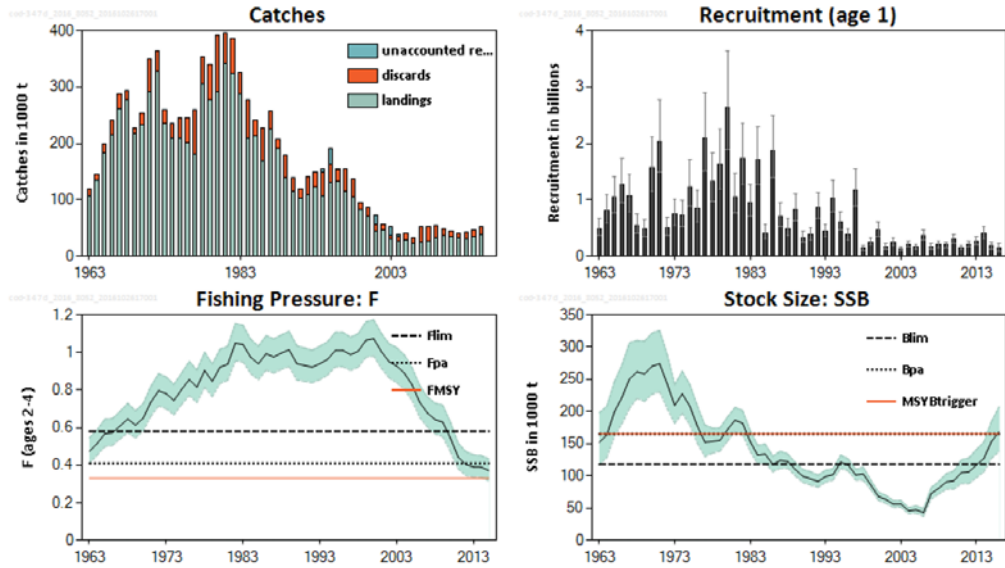 Catches
400
300
200
100
0
Catches in 1000 t
unaccounted re...
discards
landings
1963
1983
2003
Recruitment (age 1)
4
3
2
1
0
Recruitment in billions
1963
1973
1983
1993
2003
2013
Fishing Pressure: F
1.2
1
0.8
0.6
0.4
0.2
0
F (ages 2-4)
Flim
Fpa
FMSY
1963
1973
1983
1993
2003
2013
Stock Size: SSB
350
300
250
200
150
100
50
0
SSB in 1000 t
Blim
Bpa
MSYBtrigger
1963
1973
1983
1993
2003
2013